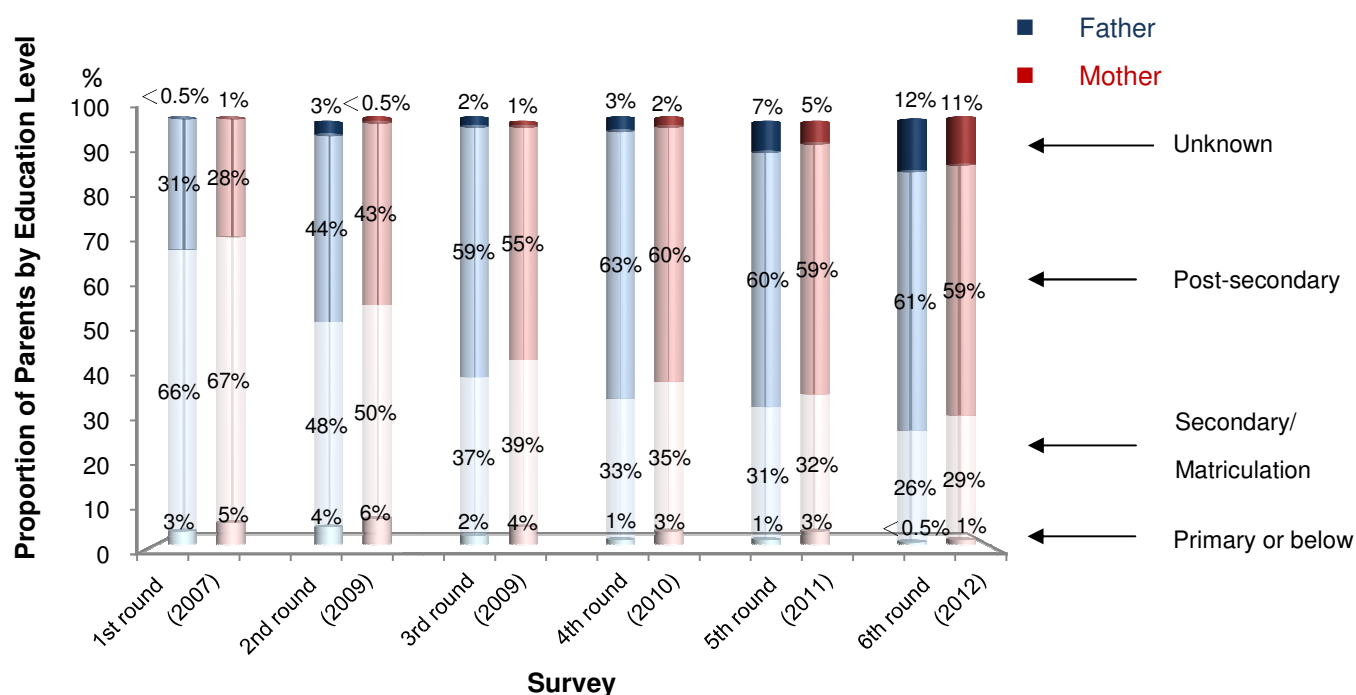 Father
Mother
Proportion of Parents by Education Level
%
100
90
80
70
60
50
40
30
20
10
0
<0.5% 1% 3% <0.5% 2% 1% 3% 2% 7% 5% 12% 11%
31% 28% 44% 43% 59% 55% 63% 60% 60% 59% 61% 59%
66% 67% 48% 50% 37% 39% 33% 35% 31% 32% 26% 29%
3% 5% 4% 6% 2% 4% 1% 3% 1% 3% <0.5% 1%
Unknown
Post-secondary
Secondary/
Matriculation
Primary or below
1st round
(2007)
2nd round
(2009)
3rd round
(2009)
4th round
(2010)
5th round
(2011)
6th round
(2012)
Survey